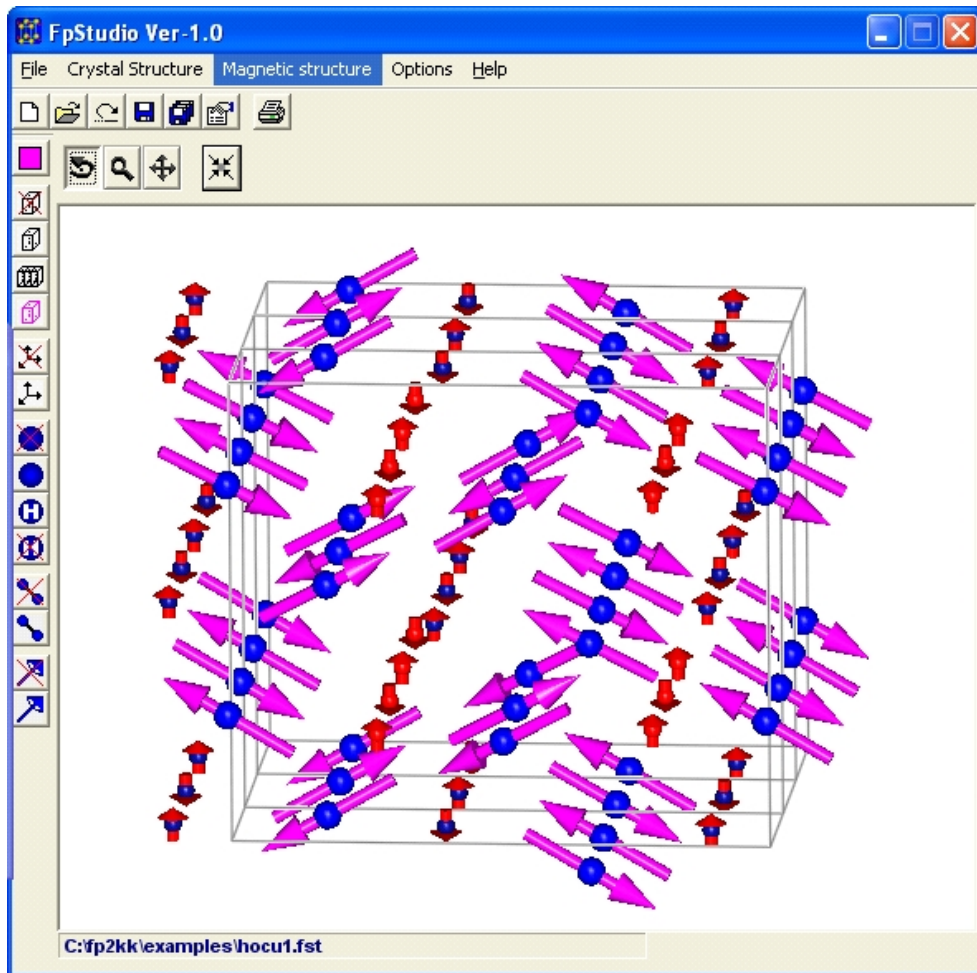 FpStudio Ver-1.0
File Crystal Structure Magnetic structure Options Help
H
H
C:\fp2kk\examples\hocu1.fst